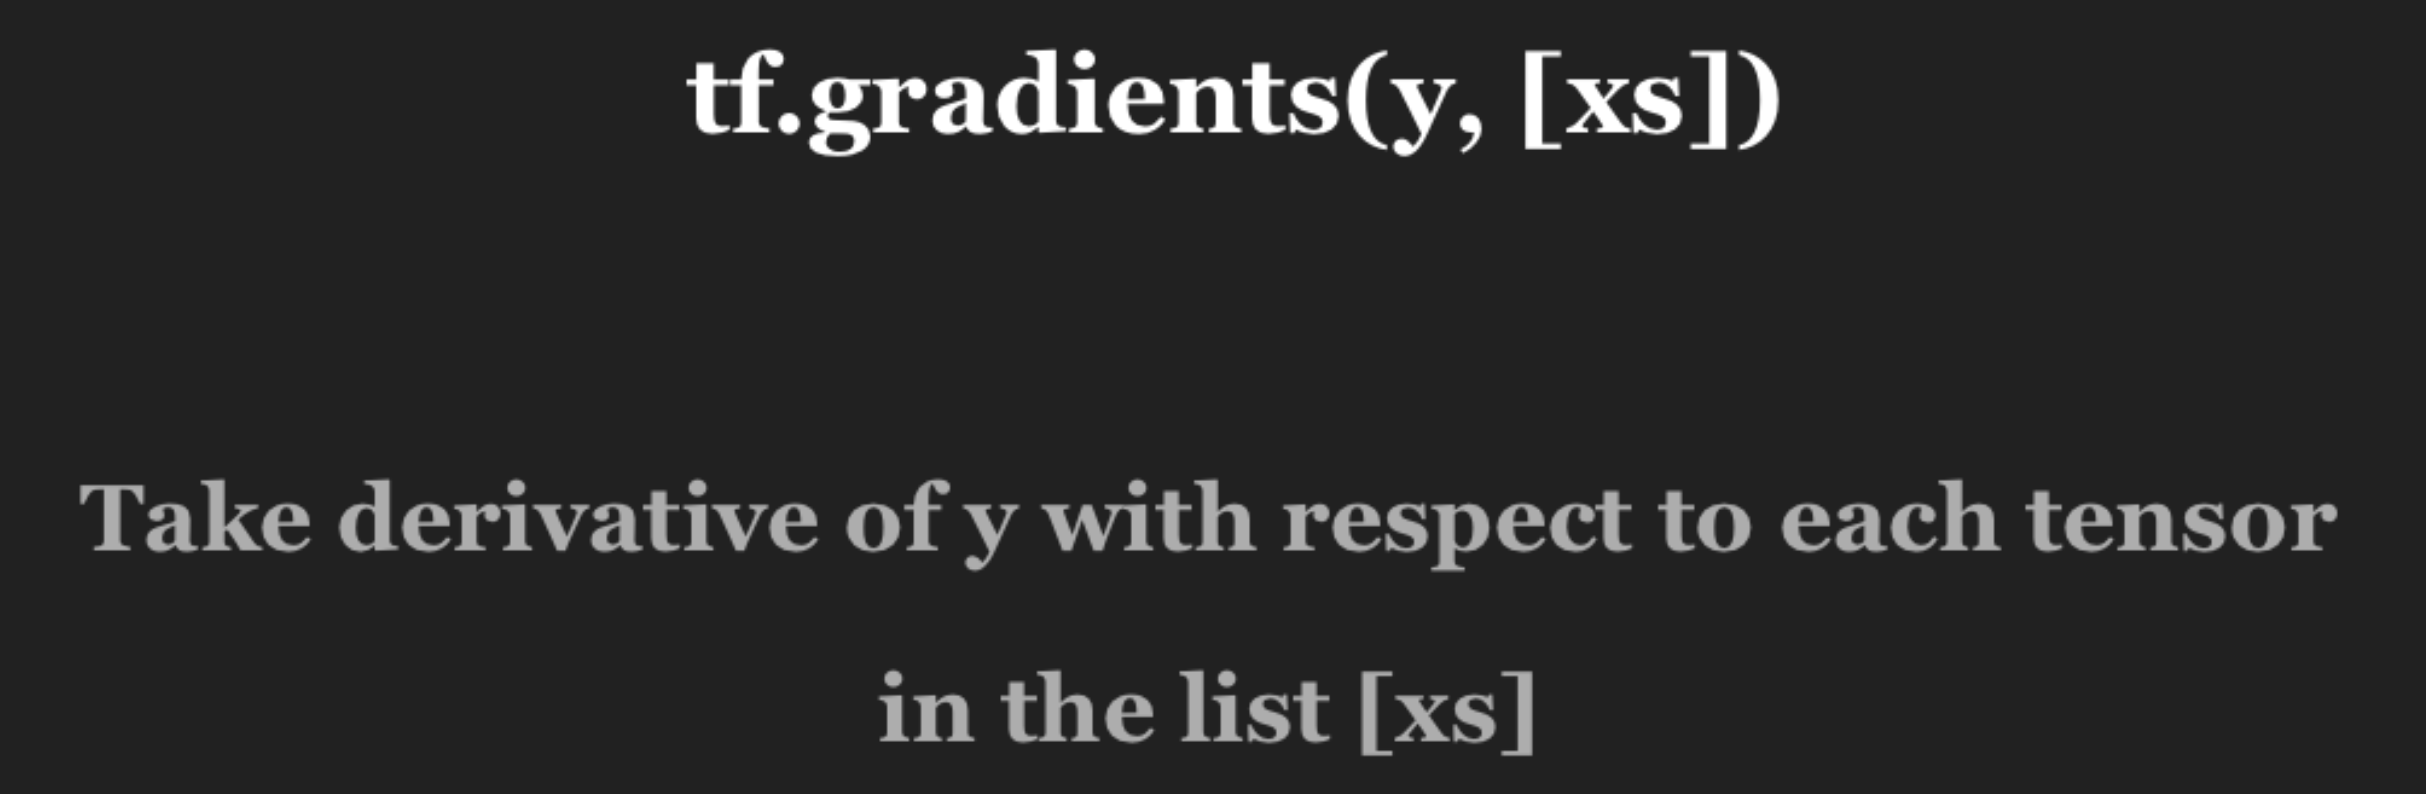 tf.gradients(y, [xs])
Take derivative of y with respect to each tensor
in the list [xs]